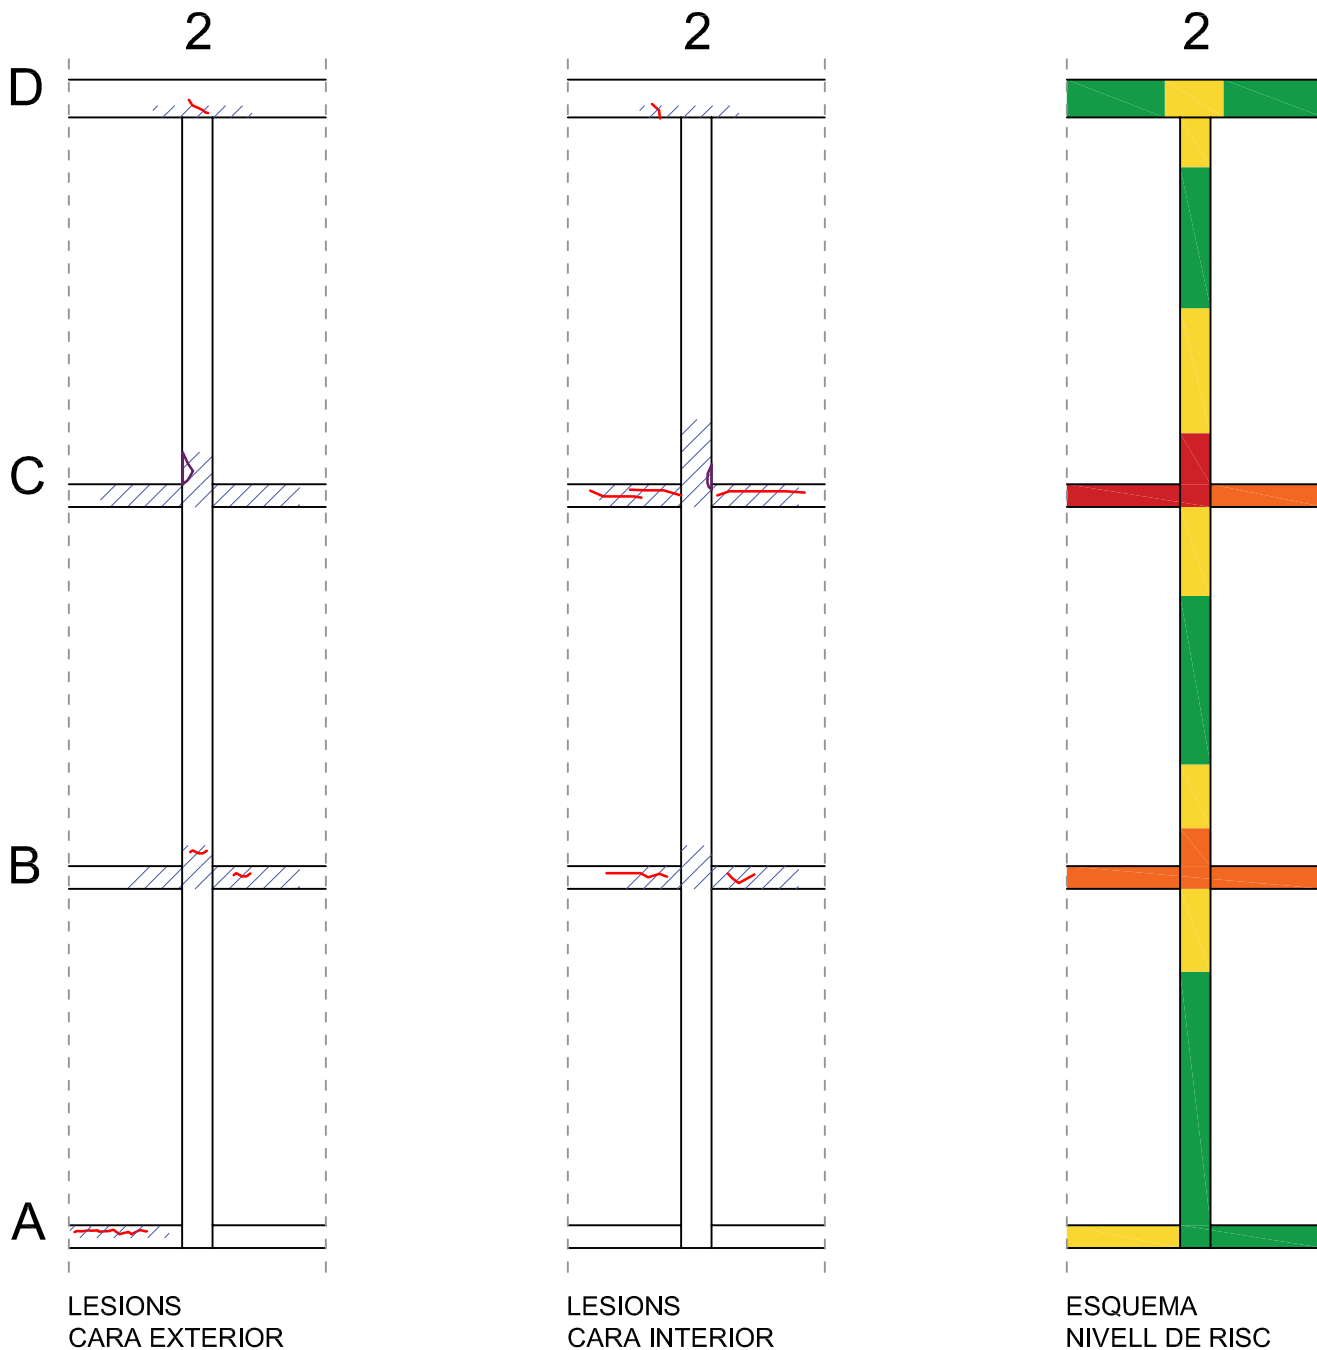 2
2
2
D
C
B
A
LESIONS
CARA EXTERIOR
LESIONS
CARA INTERIOR
ESQUEMA
NIVELL DE RISC